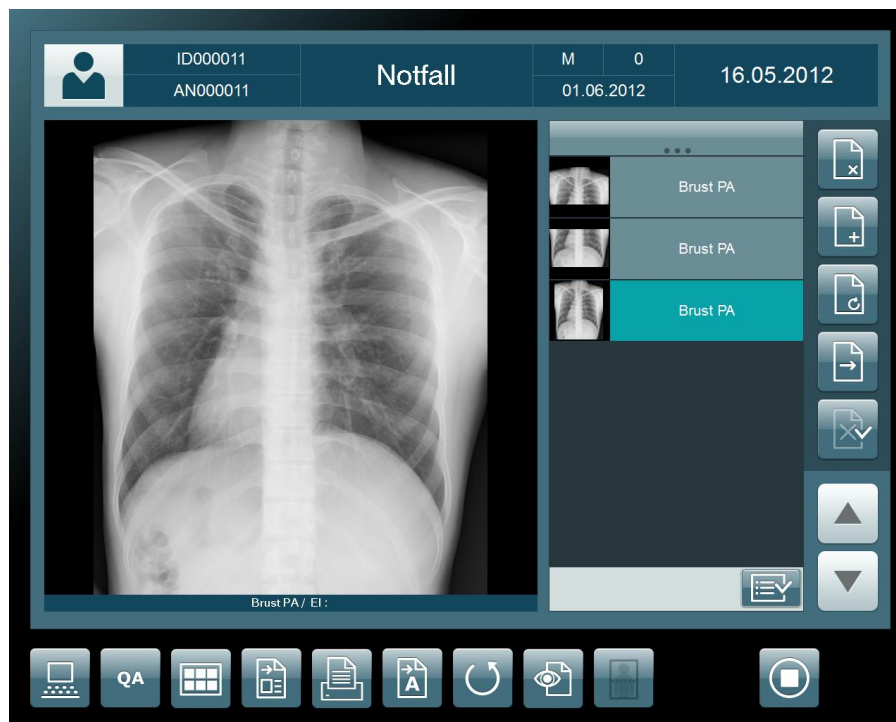 ID000011
AN000011
Notfall
M 0
01.06.2012
16.05.2012
Brust PA
Brust PA
Brust PA
Brust PA / EI :
QA
A